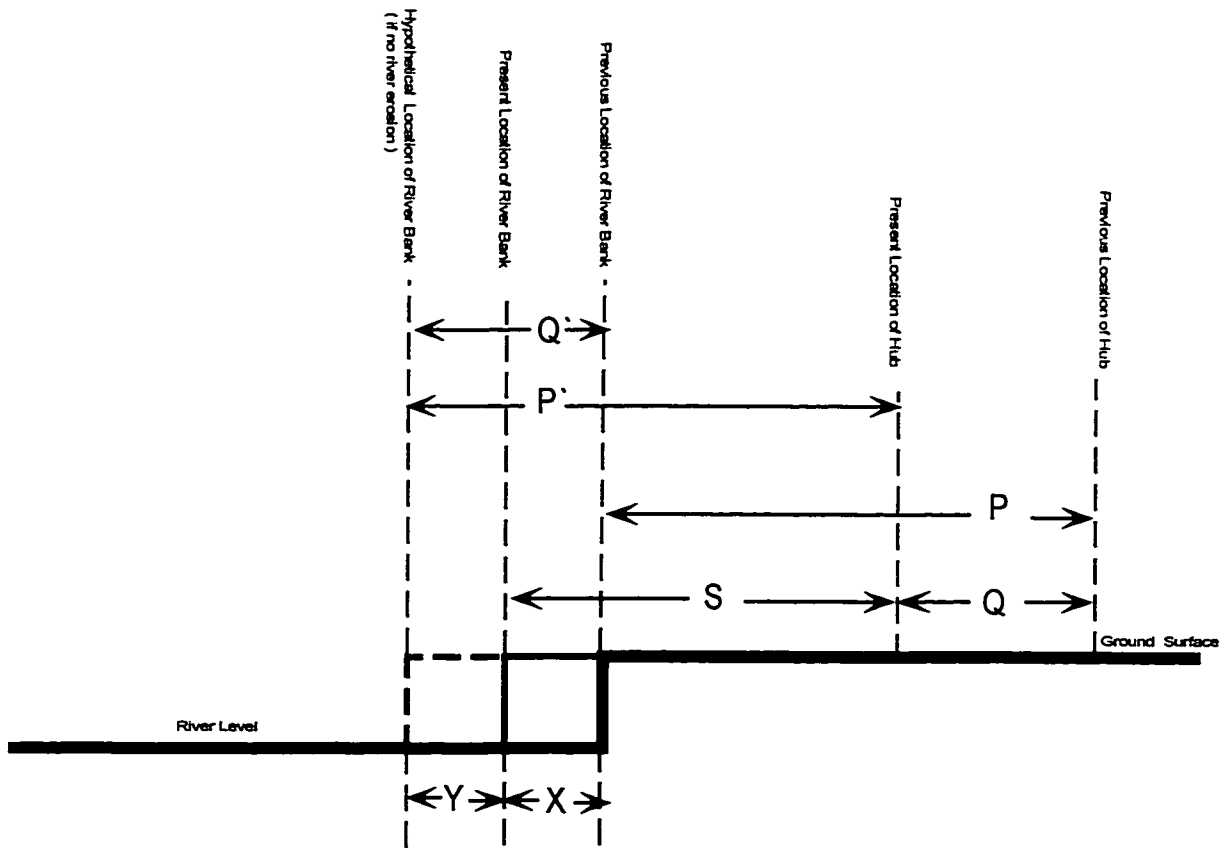 Hypothetical Location of River Bank
( if no river erosion )
Present Location of River Bank
Previous Location of River Bank
Present Location of Hub
Previous Location of Hub
Q`
P`
P
S
Q
Ground Surface
River Level
Y
X